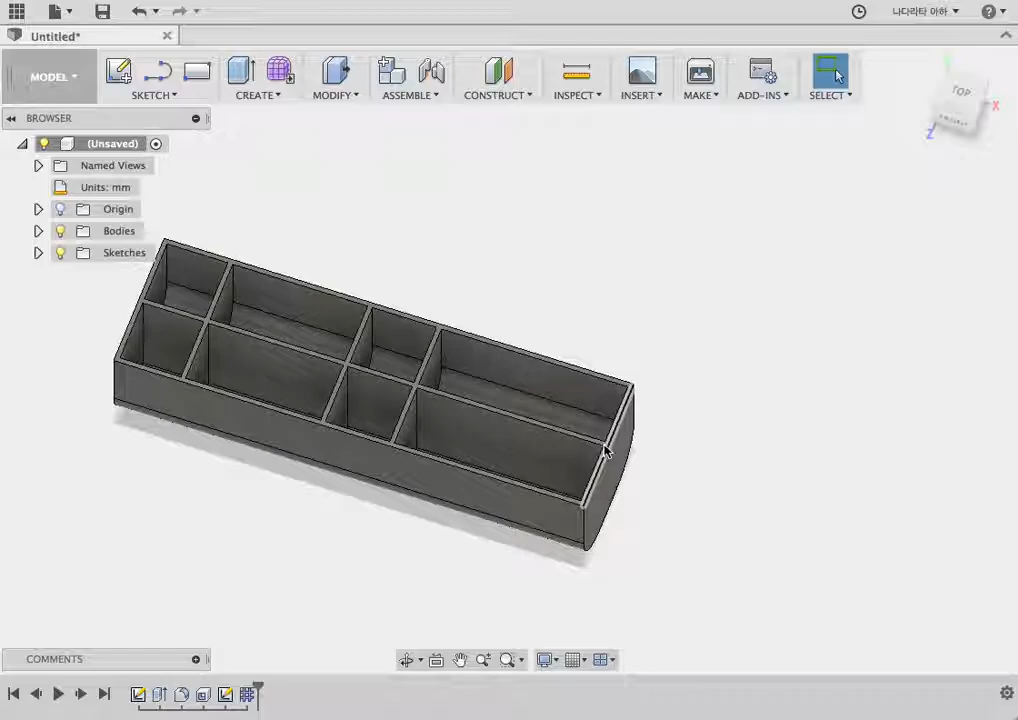 나다라타 아하
Untitled*
MODEL
SKETCH
CREATE
MODIFY
ASSEMBLE
CONSTRUCT
INSPECT
INSERT
MAKE
ADD-INS
SELECT
BROWSER
(Unsaved)
Named Views
Units: mm
Origin
Bodies
Sketches
TOP
X
Z
COMMENTS